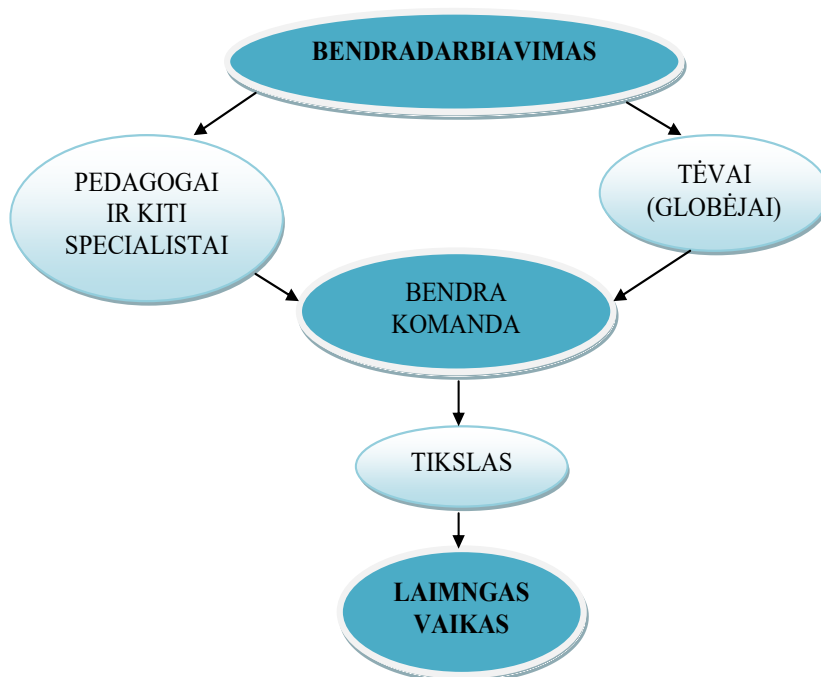 BENDRADARBIAVIMAS
PEDAGOGAI
IR KITI
SPECIALISTAI
TĖVAI
(GLOBĖJAI)
BENDRA
KOMANDA
TIKSLAS
LAIMNGAS
VAIKAS